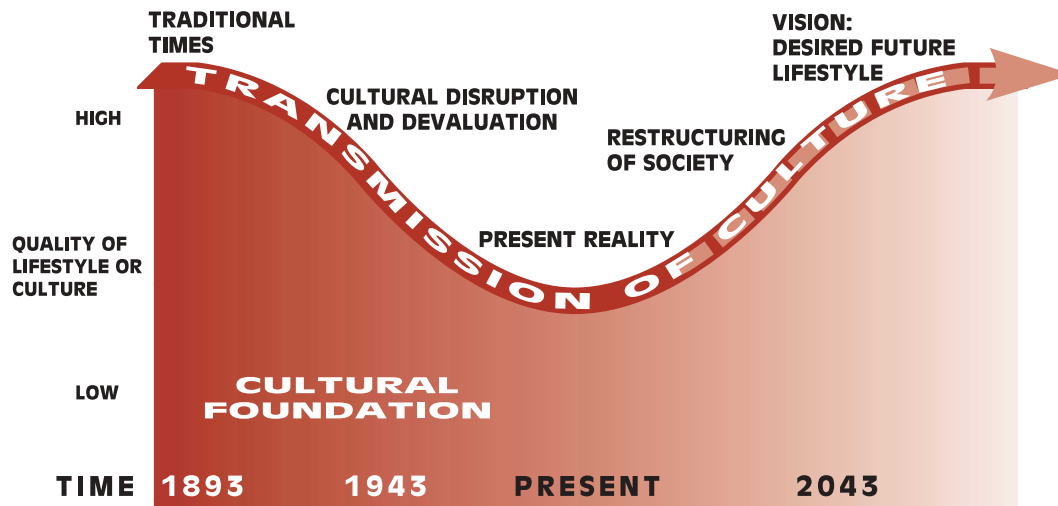 TRADITIONAL
TIMES
VISION:
DESIRED FUTURE
LIFESTYLE
TRANSMISSION OF CULTURE
CULTURAL DISRUPTION
AND DEVALUATION
HIGH
RESTRUCTURING
OF SOCIETY
PRESENT REALITY
QUALITY OF
LIFESTYLE OR
CULTURE
LOW
CULTURAL
FOUNDATION
TIME 1893 1943 PRESENT 2043